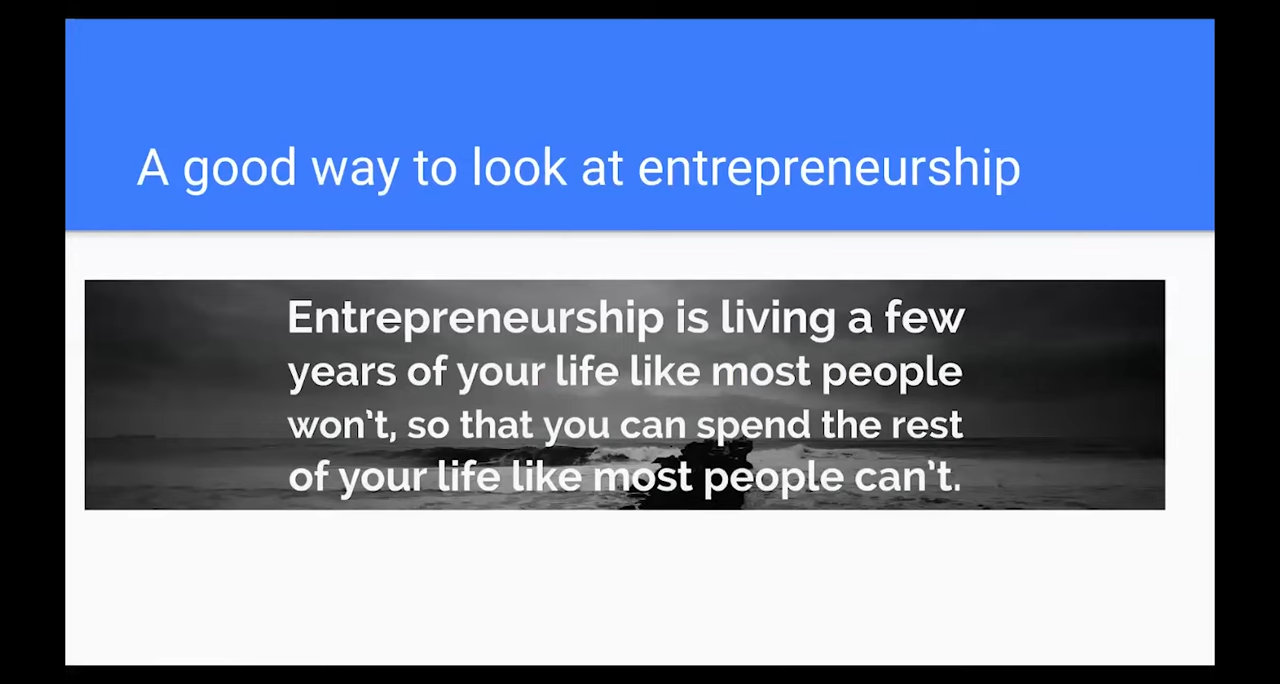 A good way to look at entrepreneurship
Entrepreneurship is living a few
years of your life like most people
won't, so that you can spend the rest
of your life like most people can't.